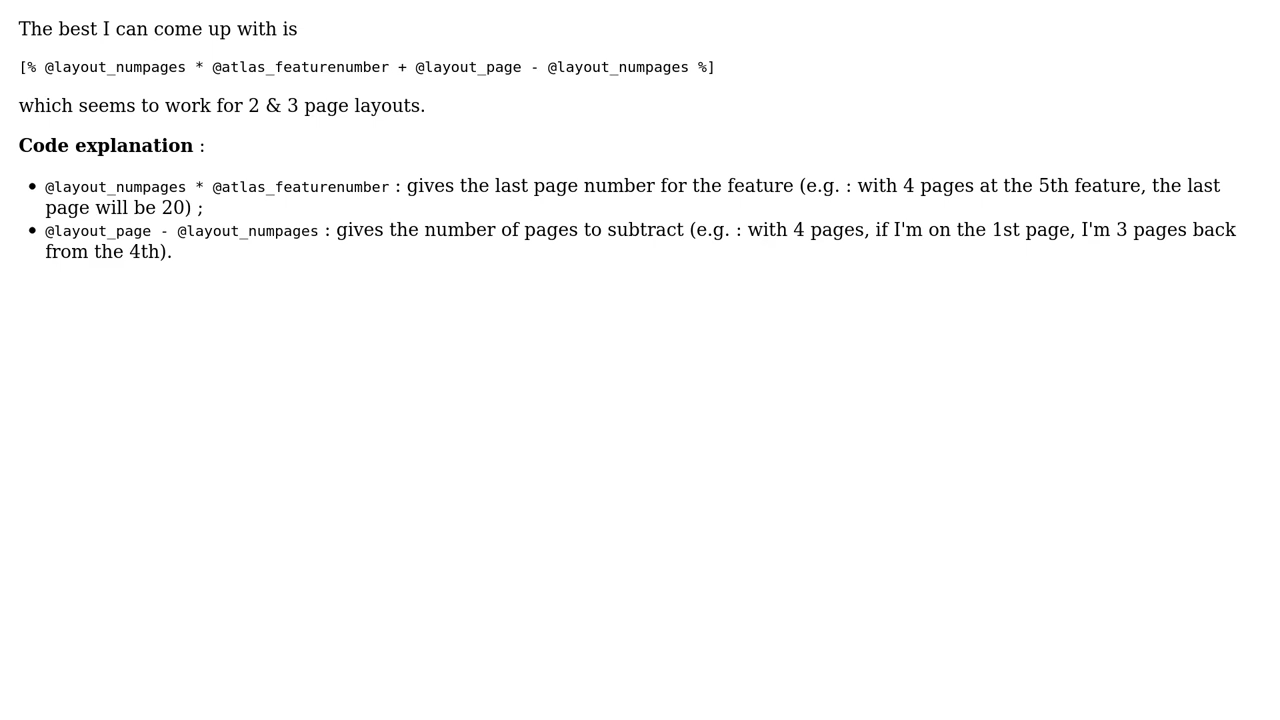 The best I can come up with is
[% @layout_numpages * @atlas_featurenumber + @layout_page - @layout_numpages %]
which seems to work for 2 & 3 page layouts.
Code explanation :
• @layout_numpages * @atlas_featurenumber : gives the last page number for the feature (e.g. : with 4 pages at the 5th feature, the last
page will be 20) ;
• @layout_page - @layout_numpages : gives the number of pages to subtract (e.g. : with 4 pages, if I'm on the 1st page, I'm 3 pages back
from the 4th).